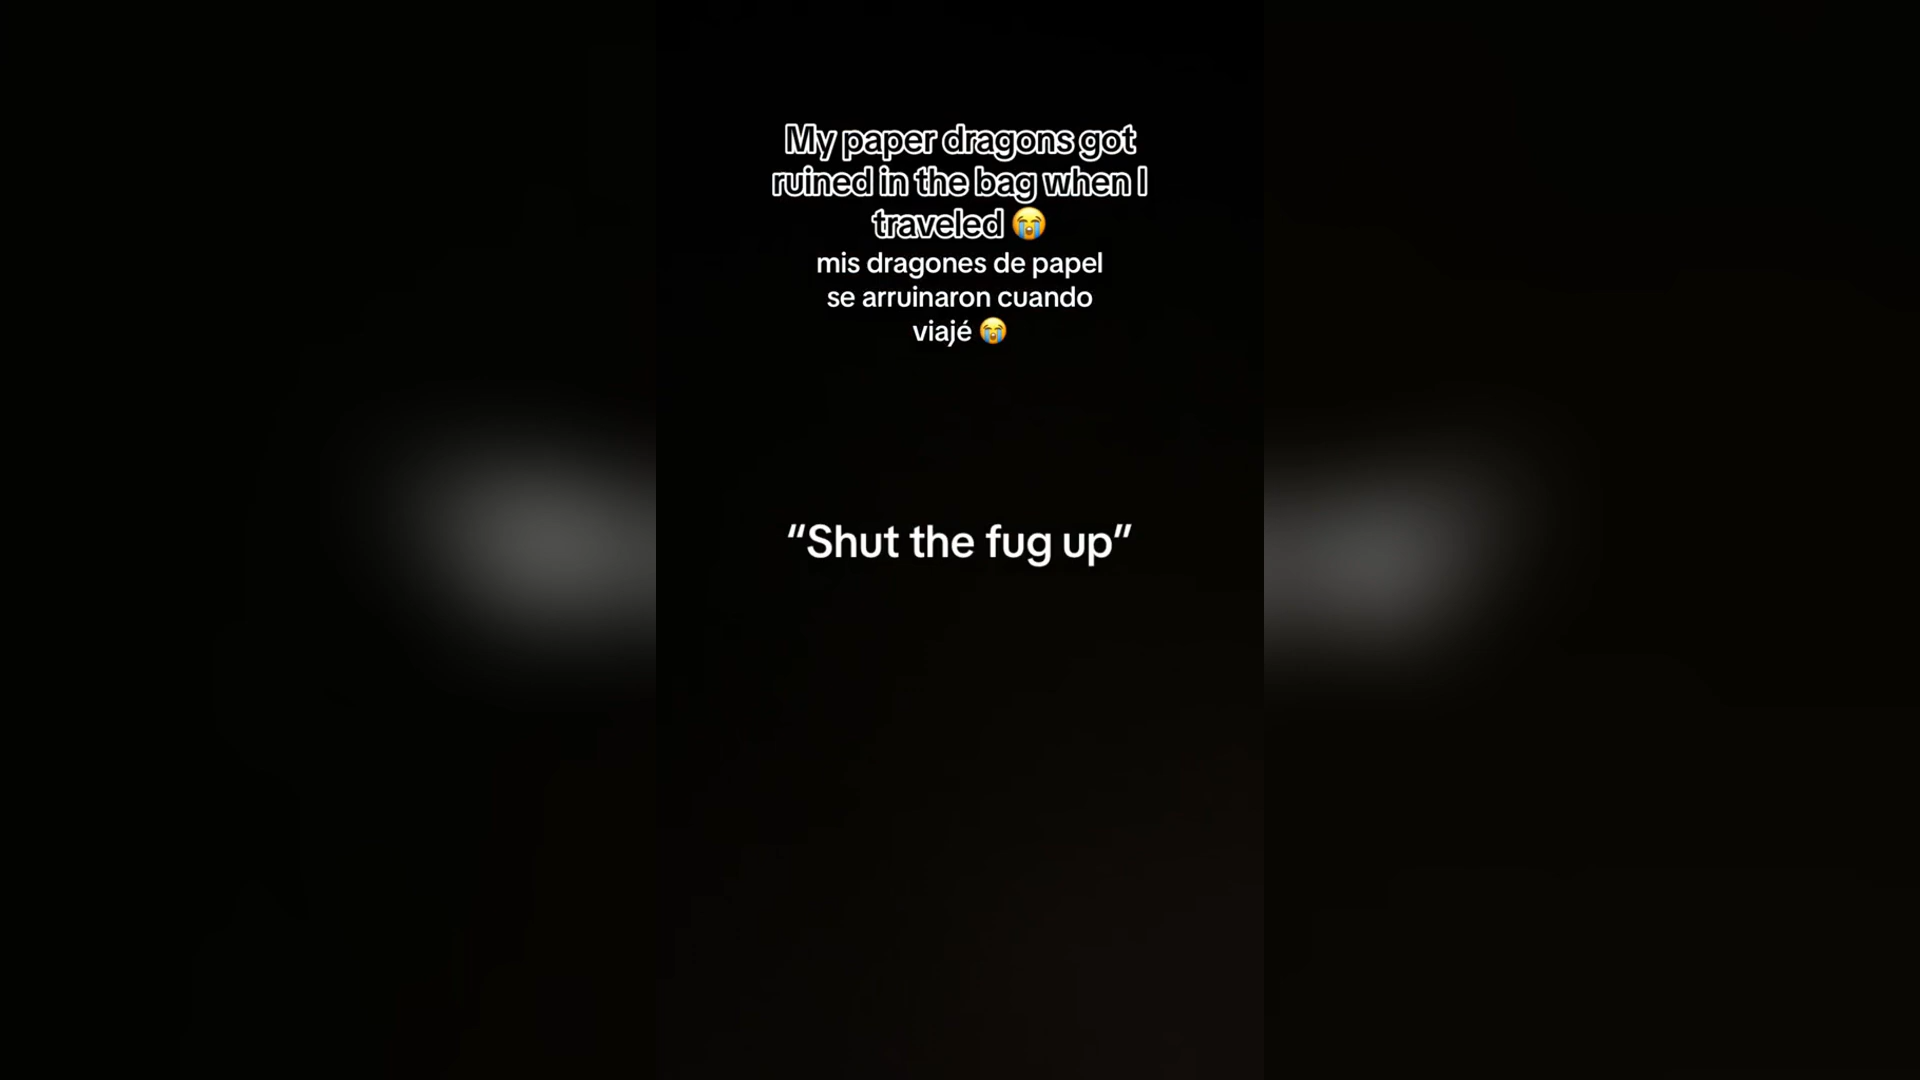 My paper dragons got
ruined in the bag when I
traveled 😭
mis dragones de papel
se arruinaron cuando
viajé 😭
“Shut the fug up”